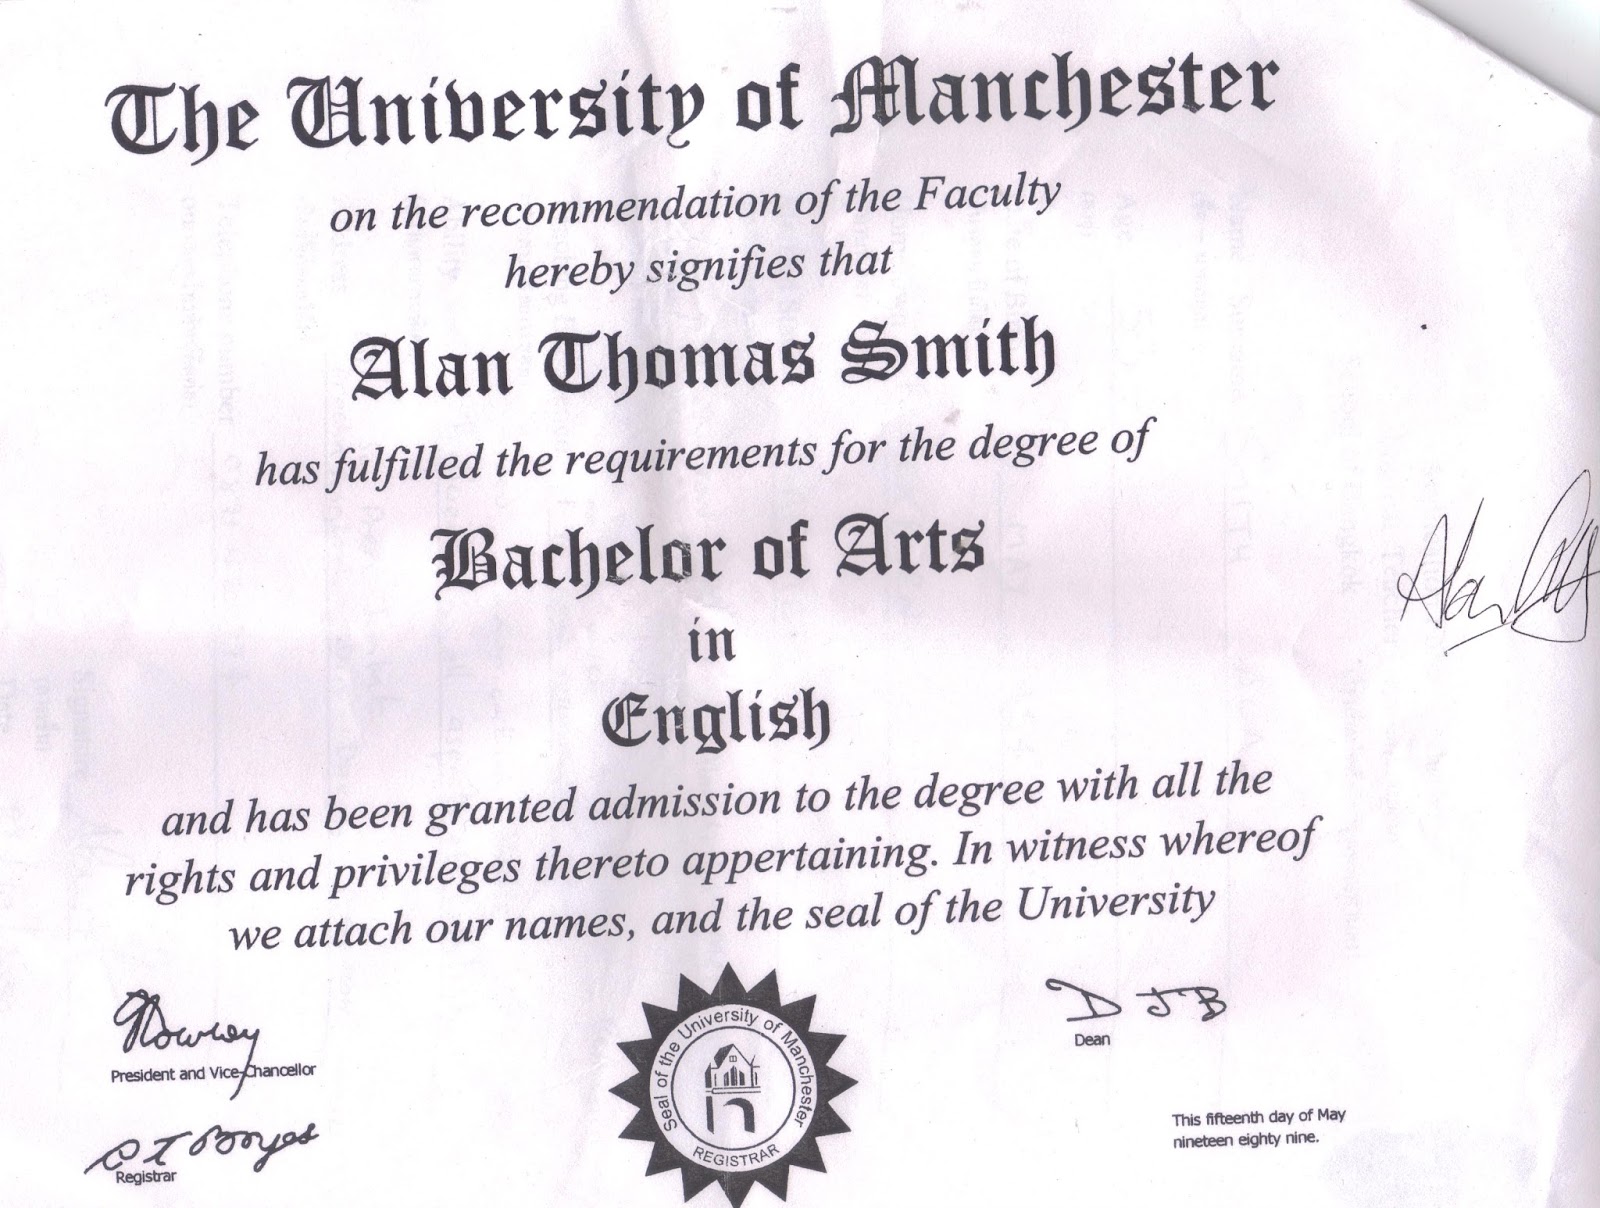 The University of Manchester
on the recommendation of the Faculty
hereby signifies that
Alan Thomas Smith
has fulfilled the requirements for the degree of
Bachelor of Arts
in
English
and has been granted admission to the degree with all the
rights and privileges thereto appertaining. In witness whereof
we attach our names, and the seal of the University
President and Vice-Chancellor
D J B
Dean
Registrar
Seal of the University of Manchester
REGISTRAR
This fifteenth day of May
nineteen eighty nine.
Alan